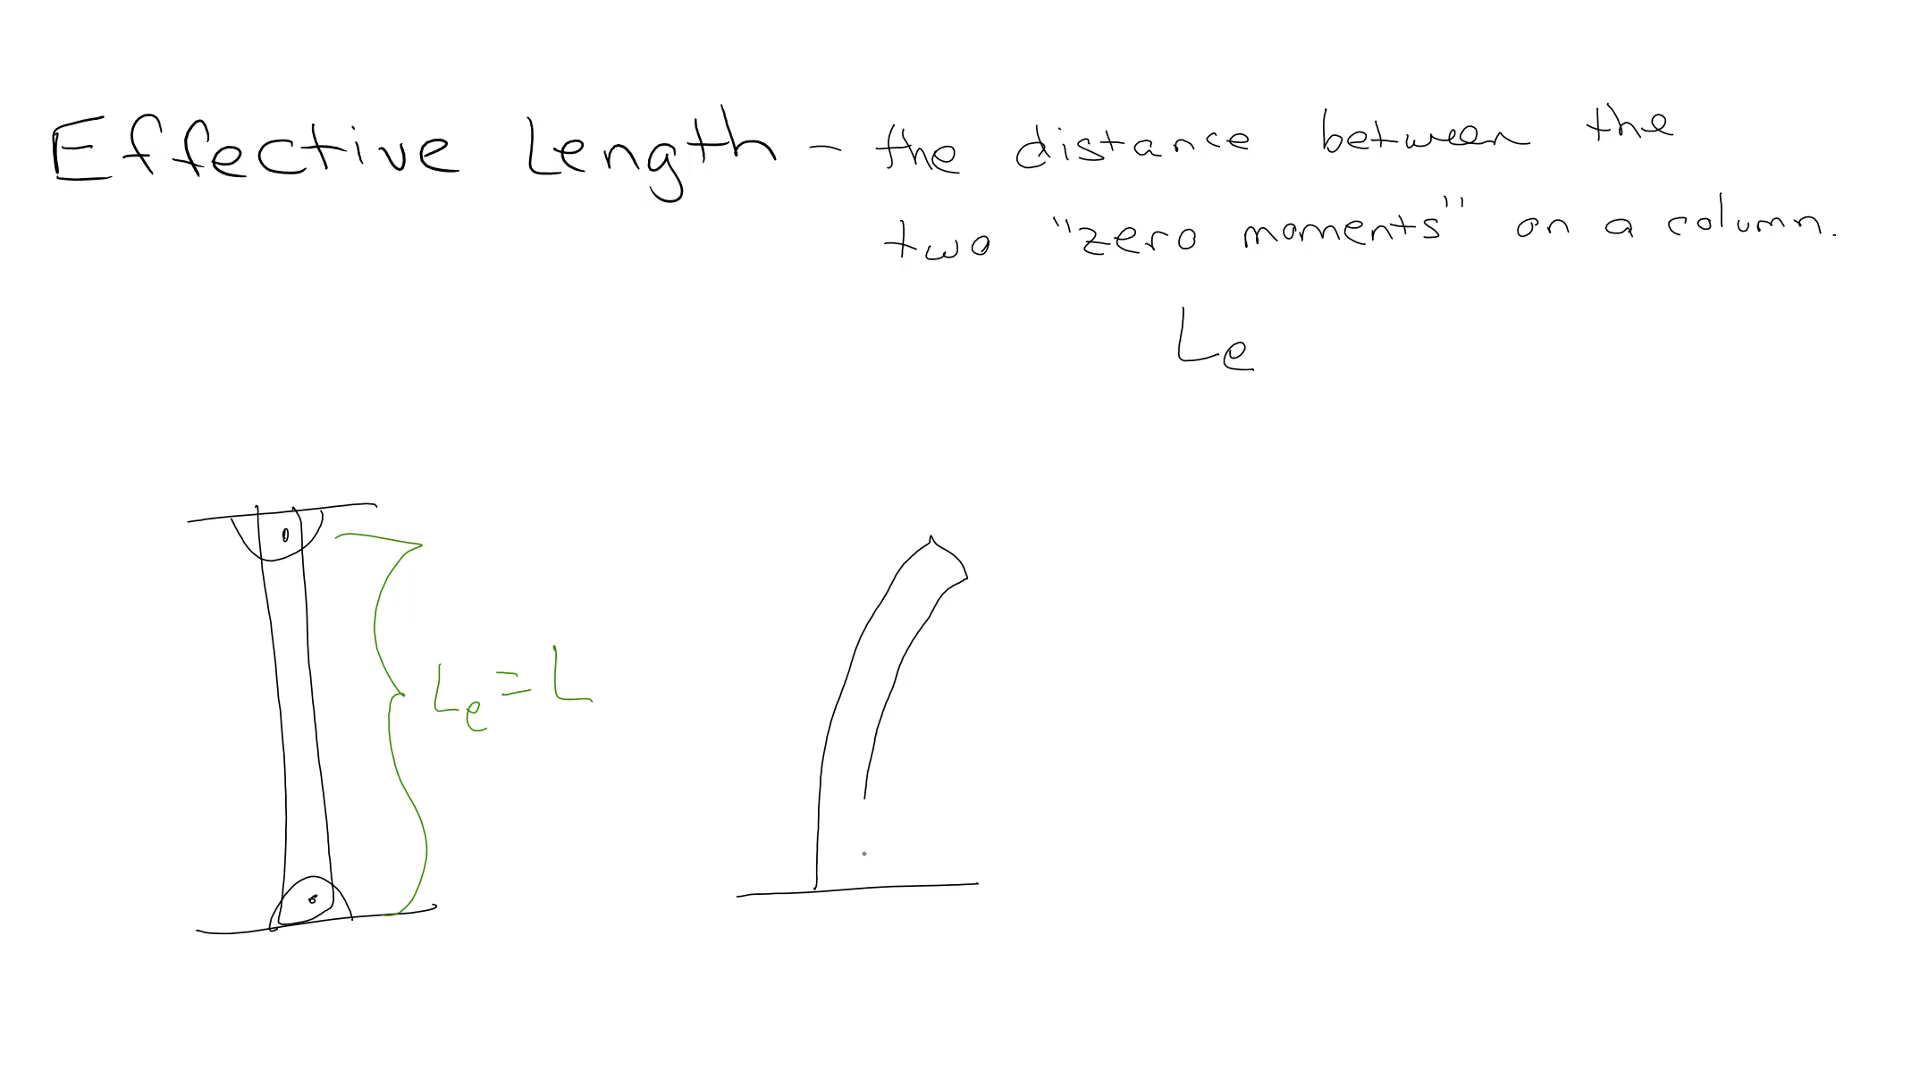 Effective Length - the distance between the
two "zero moments" on a column.
Le
Le = L